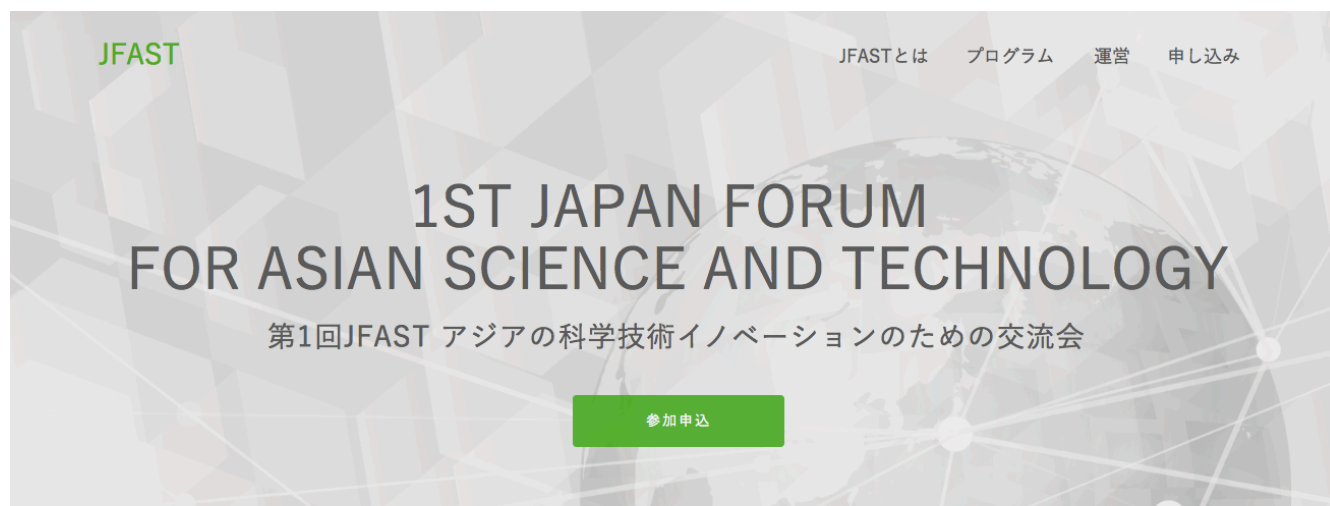 JFAST
JFASTとは
プログラム
運営
申し込み
1ST JAPAN FORUM
FOR ASIAN SCIENCE AND TECHNOLOGY
第1回JFAST アジアの科学技術イノベーションのための交流会
参加申込